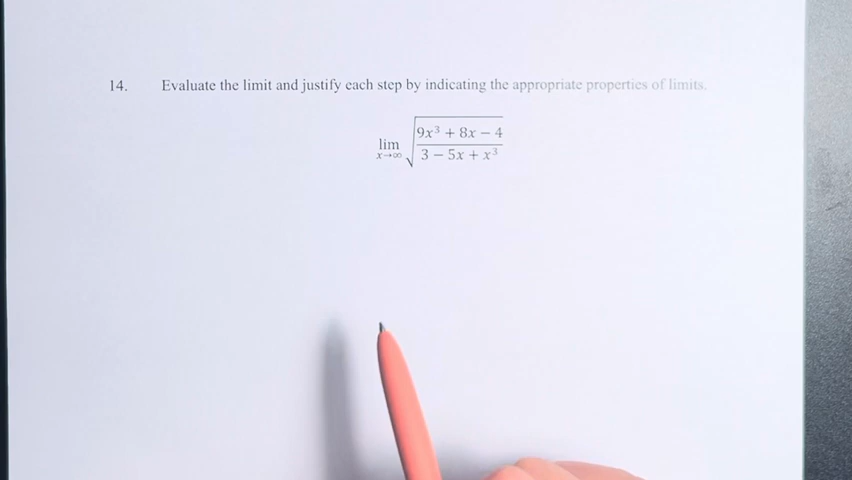 14. Evaluate the limit and justify each step by indicating the appropriate properties of limits.
lim x→∞ √((9x³ + 8x − 4)/(3 − 5x + x³))